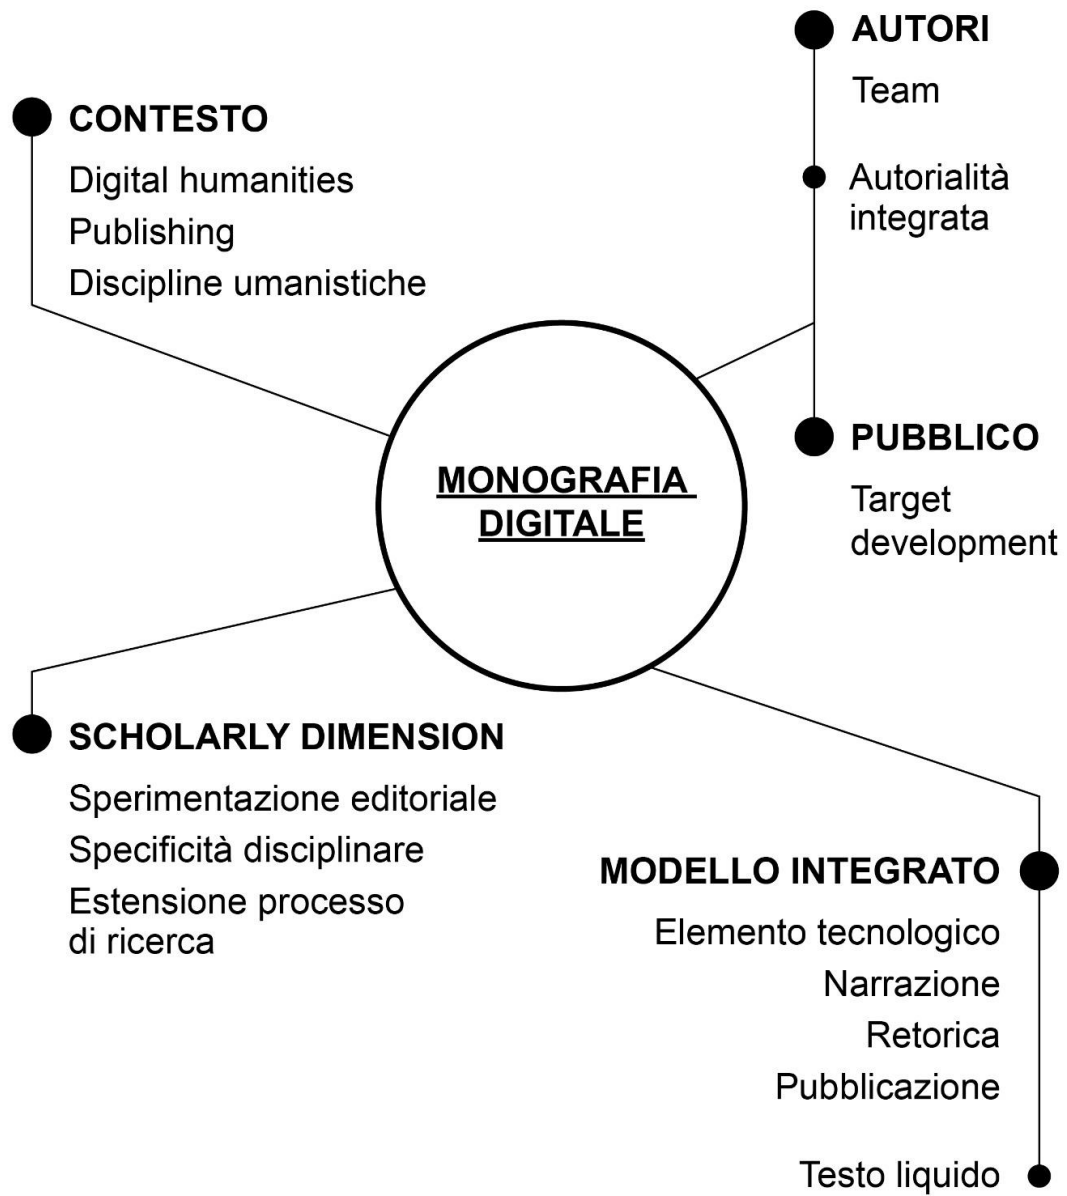 CONTESTO
Digital humanities
Publishing
Discipline umanistiche
AUTORI
Team
Autorialità
integrata
PUBBLICO
Target
development
MONOGRAFIA
DIGITALE
SCHOLARLY DIMENSION
Sperimentazione editoriale
Specificità disciplinare
Estensione processo
di ricerca
MODELLO INTEGRATO
Elemento tecnologico
Narrazione
Retorica
Pubblicazione
Testo liquido